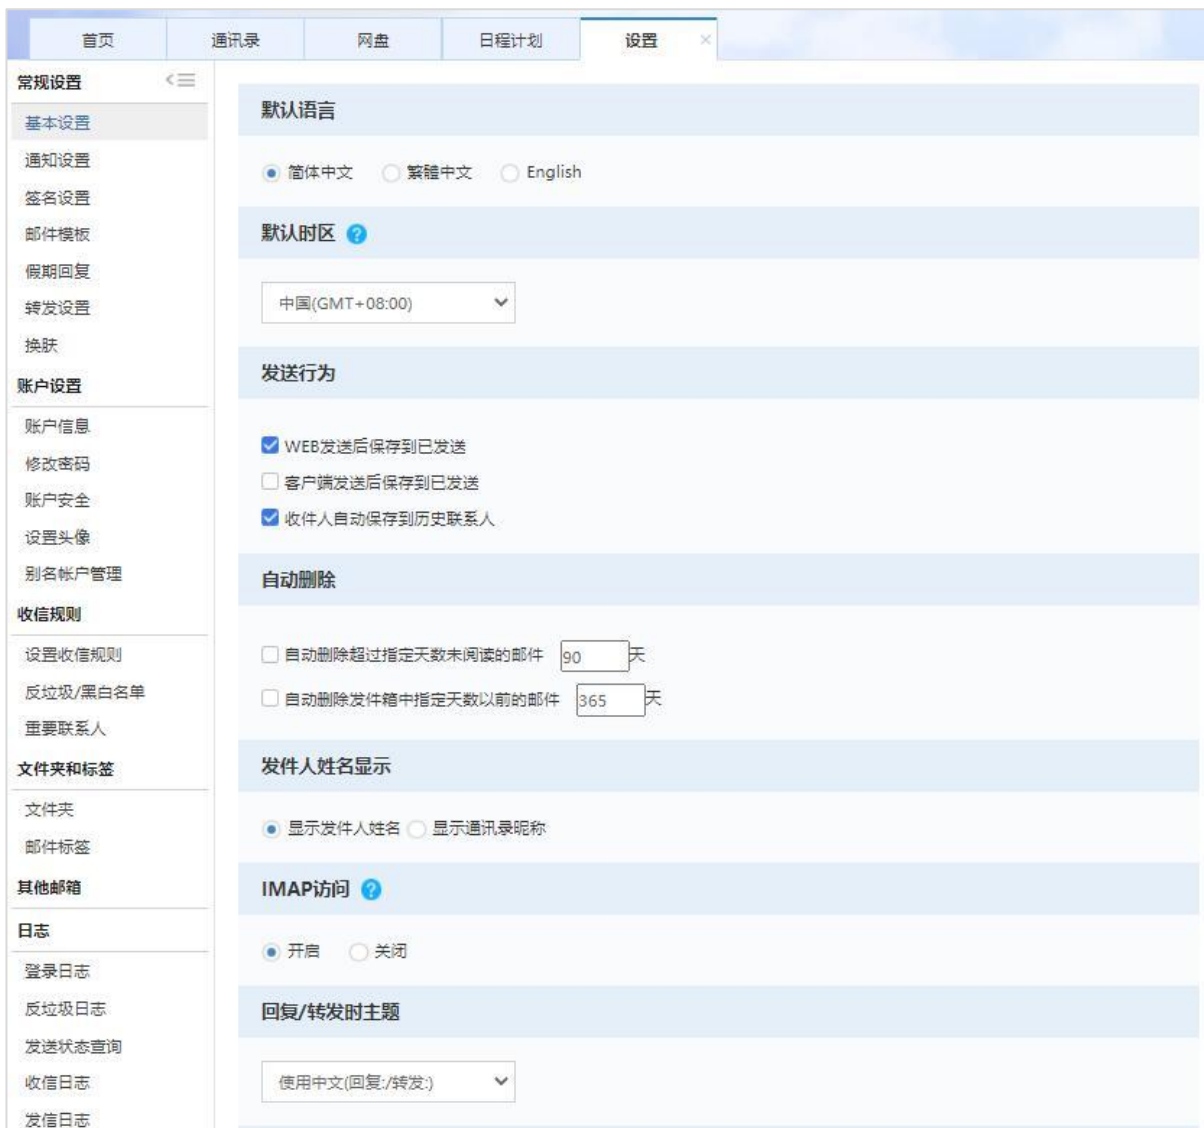 首页 通讯录 网盘 日程计划 设置 ×
常规设置
基本设置
通知设置
签名设置
邮件模板
假期回复
转发设置
换肤
账户设置
账户信息
修改密码
账户安全
设置头像
别名帐户管理
收信规则
设置收信规则
反垃圾/黑白名单
重要联系人
文件夹和标签
文件夹
邮件标签
其他邮箱
日志
登录日志
反垃圾日志
发送状态查询
收信日志
发信日志
默认语言
简体中文 繁體中文 English
默认时区 ?
中国(GMT+08:00)
发送行为
WEB发送后保存到已发送
客户端发送后保存到已发送
收件人自动保存到历史联系人
自动删除
自动删除超过指定天数未阅读的邮件 90 天
自动删除发件箱中指定天数以前的邮件 365 天
发件人姓名显示
显示发件人姓名 显示通讯录昵称
IMAP访问 ?
开启 关闭
回复/转发时主题
使用中文(回复:/转发:)